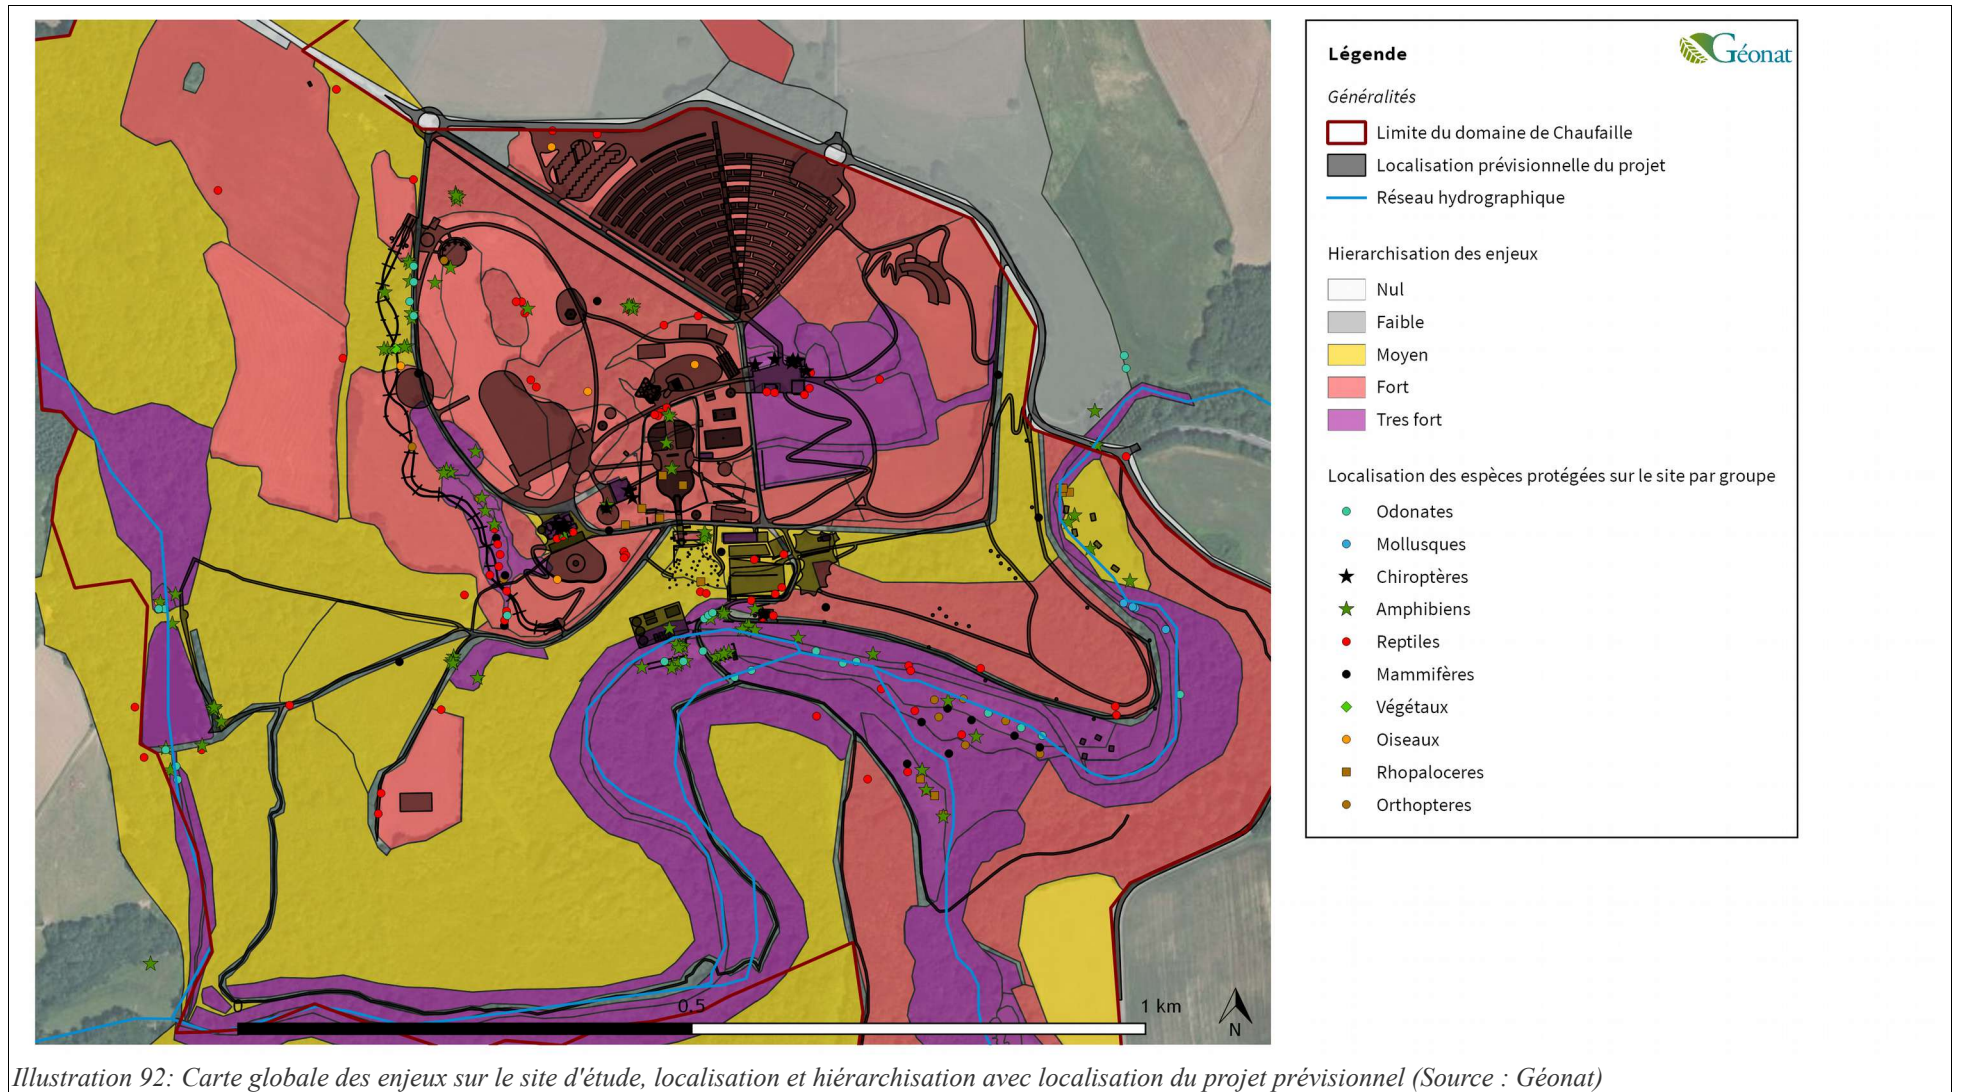 Légende
Géonat
Généralités
Limite du domaine de Chaufaille
Localisation prévisionnelle du projet
Réseau hydrographique
Hierarchisation des enjeux
Nul
Faible
Moyen
Fort
Tres fort
Localisation des espèces protégées sur le site par groupe
Odonates
Mollusques
Chiroptères
Amphibiens
Reptiles
Mammifères
Végétaux
Oiseaux
Rhopaloceres
Orthopteres
0 0.5 1 km
N
Illustration 92: Carte globale des enjeux sur le site d'étude, localisation et hiérarchisation avec localisation du projet prévisionnel (Source : Géonat)